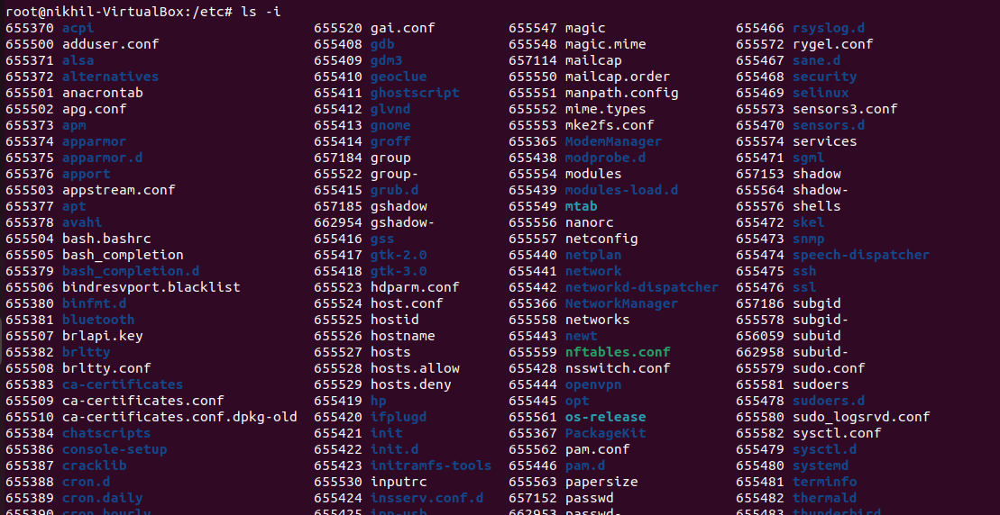 root@nikhil-VirtualBox:/etc# ls -i
655370 acpi 655520 gai.conf 655547 magic 655466 rsyslog.d
655500 adduser.conf 655408 gdb 655548 magic.mime 655572 rygel.conf
655371 alsa 655409 gdm3 657114 mailcap 655467 sane.d
655372 alternatives 655410 geoclue 655550 mailcap.order 655468 security
655501 anacrontab 655411 ghostscript 655551 manpath.config 655469 selinux
655502 apg.conf 655412 glvnd 655552 mime.types 655573 sensors3.conf
655373 apm 655413 gnome 655553 mke2fs.conf 655470 sensors.d
655374 apparmor 655414 groff 655365 ModemManager 655574 services
655375 apparmor.d 657184 group 655438 modprobe.d 655471 sgml
655376 apport 655522 group- 655554 modules 657153 shadow
655503 appstream.conf 655415 grub.d 655439 modules-load.d 655564 shadow-
655377 apt 657185 gshadow 655549 mtab 655576 shells
655378 avahi 662954 gshadow- 655556 nanorc 655472 skel
655504 bash.bashrc 655416 gss 655557 netconfig 655473 snmp
655505 bash_completion 655417 gtk-2.0 655440 netplan 655474 speech-dispatcher
655379 bash_completion.d 655418 gtk-3.0 655441 network 655475 ssh
655506 bindresvport.blacklist 655523 hdparm.conf 655442 networkd-dispatcher 655476 ssl
655380 binfmt.d 655524 host.conf 655366 NetworkManager 657186 subgid
655381 bluetooth 655525 hostid 655558 networks 655578 subgid-
655507 brlapi.key 655526 hostname 655443 newt 656059 subuid
655382 brltty 655527 hosts 655559 nftables.conf 662958 subuid-
655508 brltty.conf 655528 hosts.allow 655428 nsswitch.conf 655579 sudo.conf
655383 ca-certificates 655529 hosts.deny 655444 openvpn 655581 sudoers
655509 ca-certificates.conf 655419 hp 655445 opt 655478 sudoers.d
655510 ca-certificates.conf.dpkg-old 655420 ifplugd 655561 os-release 655580 sudo_logsrvd.conf
655384 chatscripts 655421 init 655367 PackageKit 655582 sysctl.conf
655386 console-setup 655422 init.d 655562 pam.conf 655479 sysctl.d
655387 cracklib 655423 initramfs-tools 655446 pam.d 655480 systemd
655388 cron.d 655530 inputrc 655563 papersize 655481 terminfo
655389 cron.daily 655424 insserv.conf.d 657152 passwd 655482 thermald
655390 cron.hourly 655425 ipp-usb 662953 passwd- 655483 thunderbird